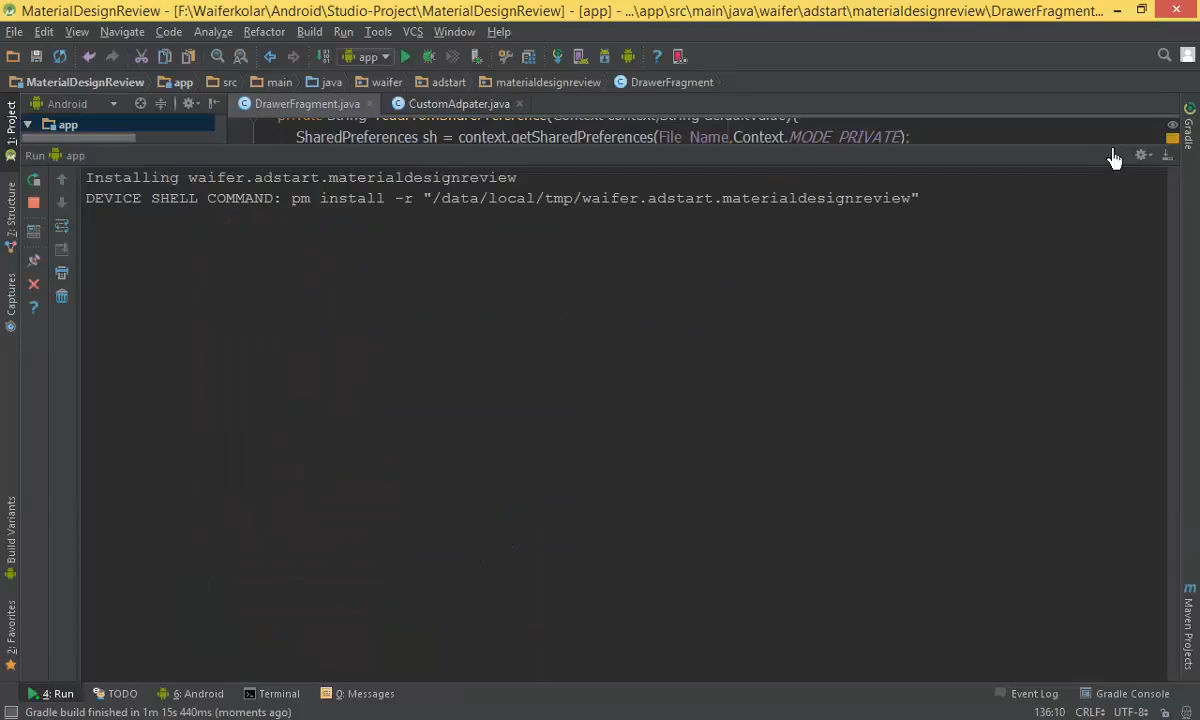 MaterialDesignReview - [F:\Waiferkolar\Android\Studio-Project\MaterialDesignReview] - [app] - ...\app\src\main\java\waifer\adstart\materialdesignreview\DrawerFragment...
File Edit View Navigate Code Analyze Refactor Build Run Tools VCS Window Help
app
MaterialDesignReview app src main java waifer adstart materialdesignreview DrawerFragment
Android DrawerFragment.java CustomAdpater.java
app
SharedPreferences sh = context.getSharedPreferences(File_Name,Context.MODE_PRIVATE);
Run app
Installing waifer.adstart.materialdesignreview
DEVICE SHELL COMMAND: pm install -r "/data/local/tmp/waifer.adstart.materialdesignreview"
1: Project
Z: Structure
Captures
Build Variants
2: Favorites
Gradle
Maven Projects
4: Run TODO 6: Android Terminal 0: Messages Event Log Gradle Console
Gradle build finished in 1m 15s 440ms (moments ago) 136:10 CRLF UTF-8